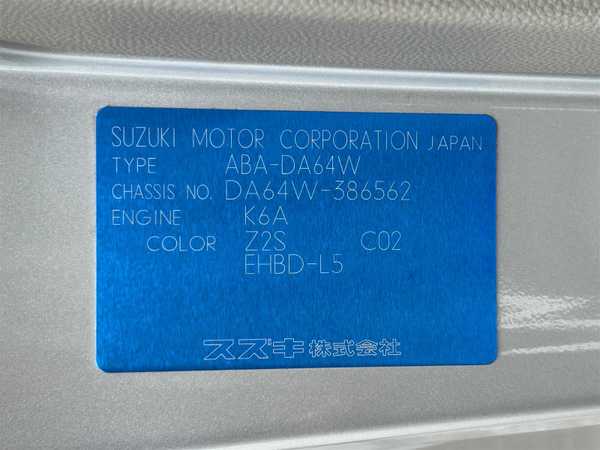 SUZUKI MOTOR CORPORATION JAPAN
TYPE ABA-DA64W
CHASSIS NO. DA64W-386562
ENGINE K6A
COLOR Z2S C02
EHBD-L5
スズキ株式会社